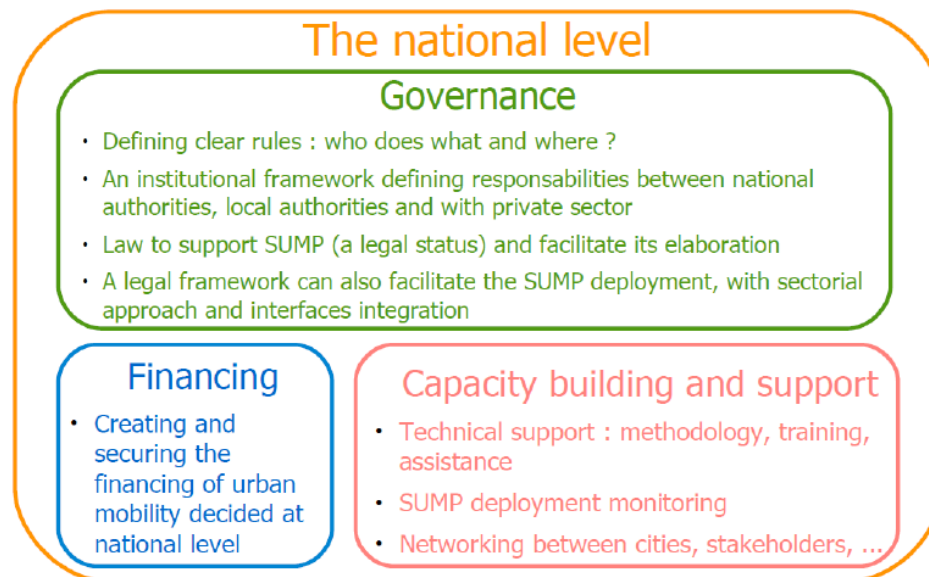 The national level
Governance
· Defining clear rules : who does what and where ?
· An institutional framework defining responsabilities between national
authorities, local authorities and with private sector
· Law to support SUMP (a legal status) and facilitate its elaboration
· A legal framework can also facilitate the SUMP deployment, with sectorial
approach and interfaces integration
Financing
· Creating and
securing the
financing of urban
mobility decided at
national level
Capacity building and support
· Technical support : methodology, training,
assistance
· SUMP deployment monitoring
· Networking between cities, stakeholders, ...